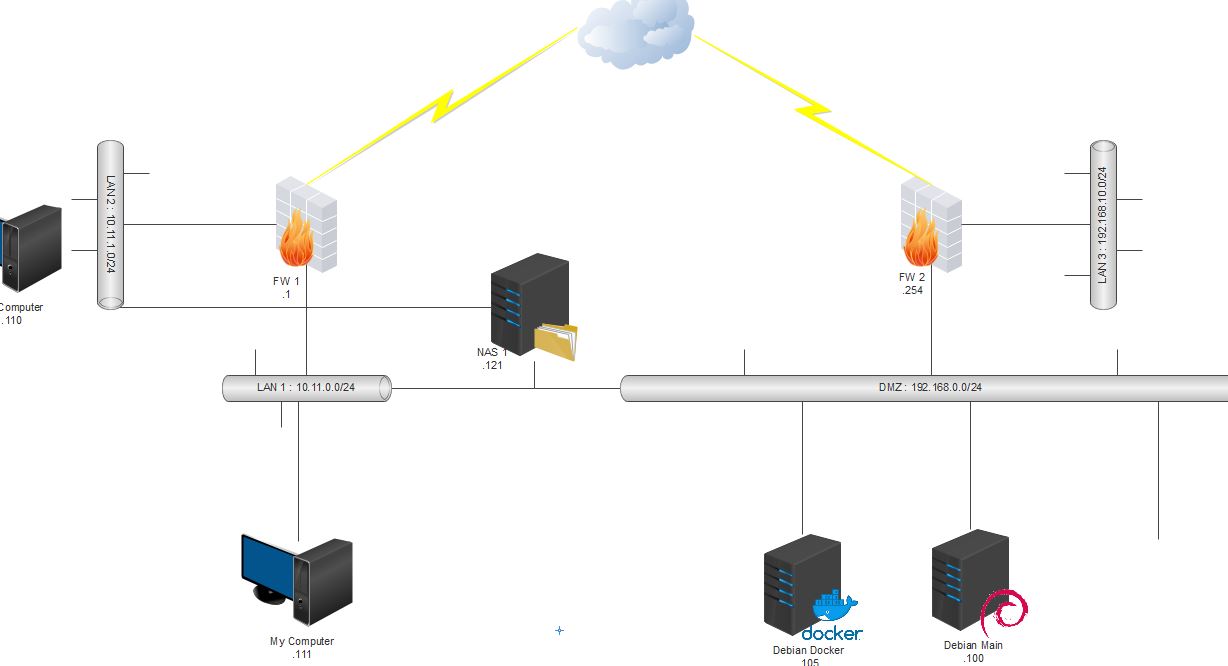 LAN 2 : 10.11.1.0/24
LAN 3 : 192.168.10.0/24
FW 1
.1
FW 2
.254
Computer
.110
NAS 1
.121
LAN 1 : 10.11.0.0/24
DMZ : 192.168.0.0/24
docker
My Computer
.111
Debian Docker
105
Debian Main
.100